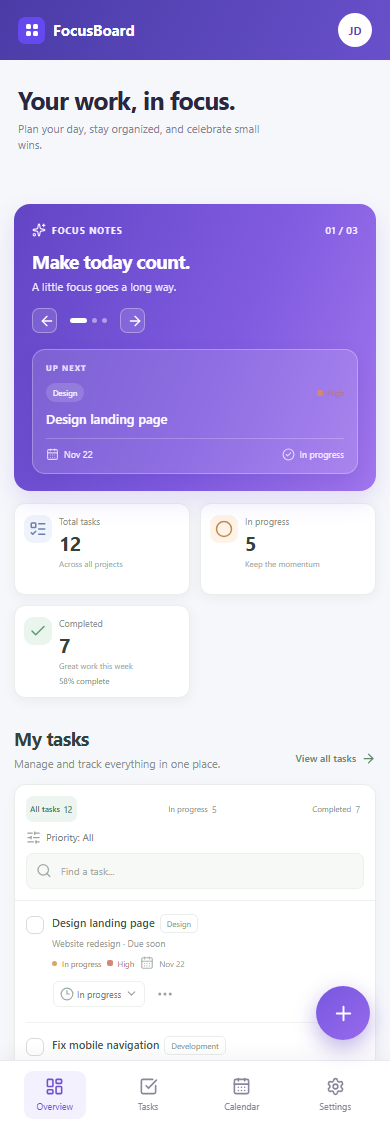 FocusBoard
JD
Your work, in focus.
Plan your day, stay organized, and celebrate small
wins.
FOCUS NOTES
01 / 03
Make today count.
A little focus goes a long way.
UP NEXT
Design
High
Design landing page
Nov 22
In progress
Total tasks
12
Across all projects
In progress
5
Keep the momentum
Completed
7
Great work this week
58% complete
My tasks
Manage and track everything in one place.
View all tasks
All tasks 12
In progress 5
Completed 7
Priority: All
Find a task...
Design landing page Design
Website redesign · Due soon
In progress High Nov 22
In progress
Fix mobile navigation Development
Overview
Tasks
Calendar
Settings